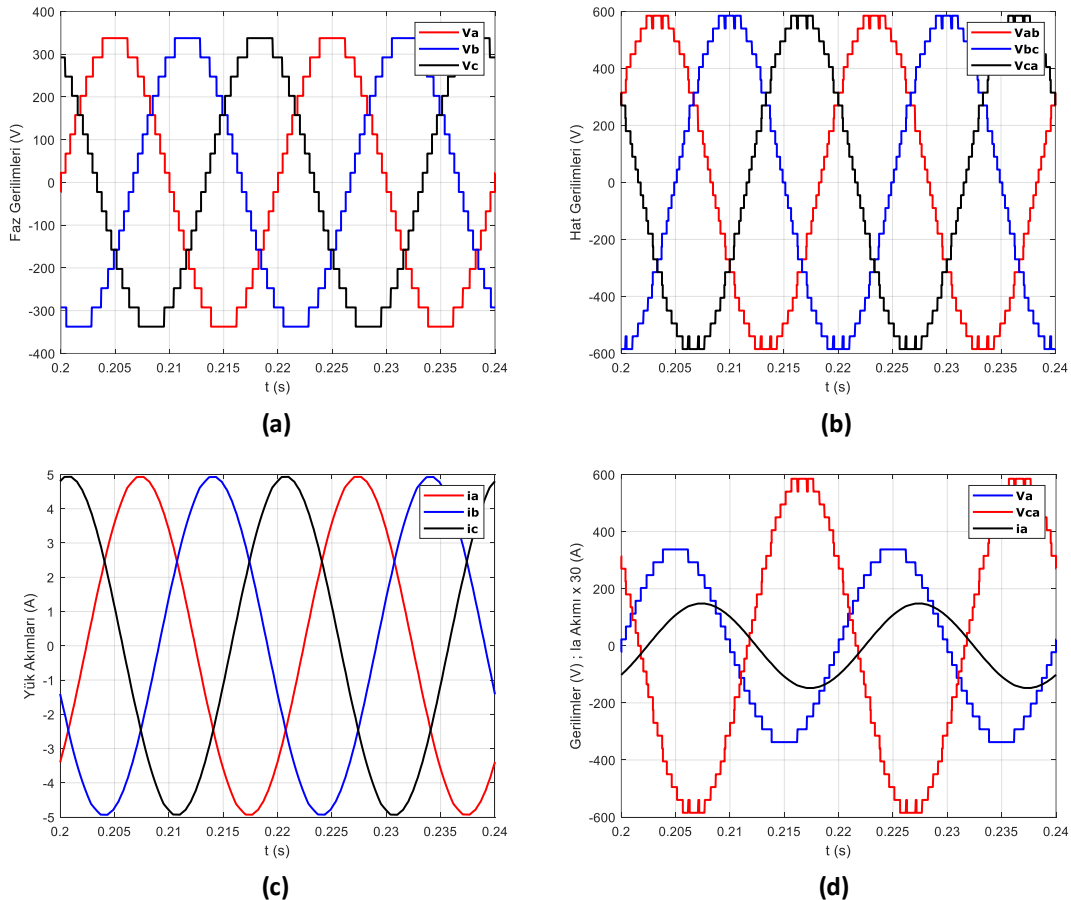 400
300
200
100
0
-100
-200
-300
-400
Faz Gerilimleri (V)
Va
Vb
Vc
0.2 0.205 0.21 0.215 0.22 0.225 0.23 0.235 0.24
t (s)
(a)
600
400
200
0
-200
-400
-600
Hat Gerilimleri (V)
Vab
Vbc
Vca
0.2 0.205 0.21 0.215 0.22 0.225 0.23 0.235 0.24
t (s)
(b)
5
4
3
2
1
0
-1
-2
-3
-4
-5
Yük Akımları (A)
ia
ib
ic
0.2 0.205 0.21 0.215 0.22 0.225 0.23 0.235 0.24
t (s)
(c)
600
400
200
0
-200
-400
-600
Gerilimler (V) ; Ia Akımı x 30 (A)
Va
Vca
ia
0.2 0.205 0.21 0.215 0.22 0.225 0.23 0.235 0.24
t (s)
(d)